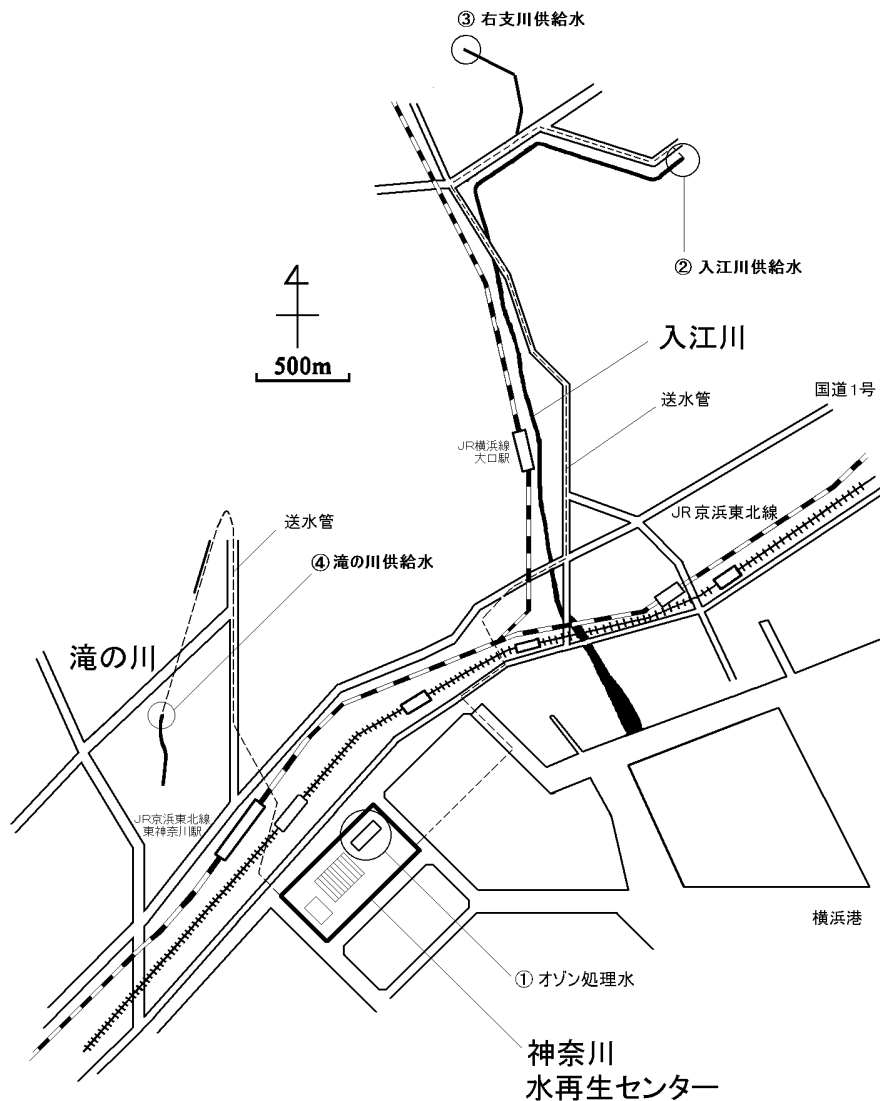 ③ 右支川供給水
② 入江川供給水
500m
入江川
国道1号
送水管
JR横浜線
大口駅
JR京浜東北線
送水管
④滝の川供給水
滝の川
JR京浜東北線
東神奈川駅
横浜港
① オゾン処理水
神奈川
水再生センター